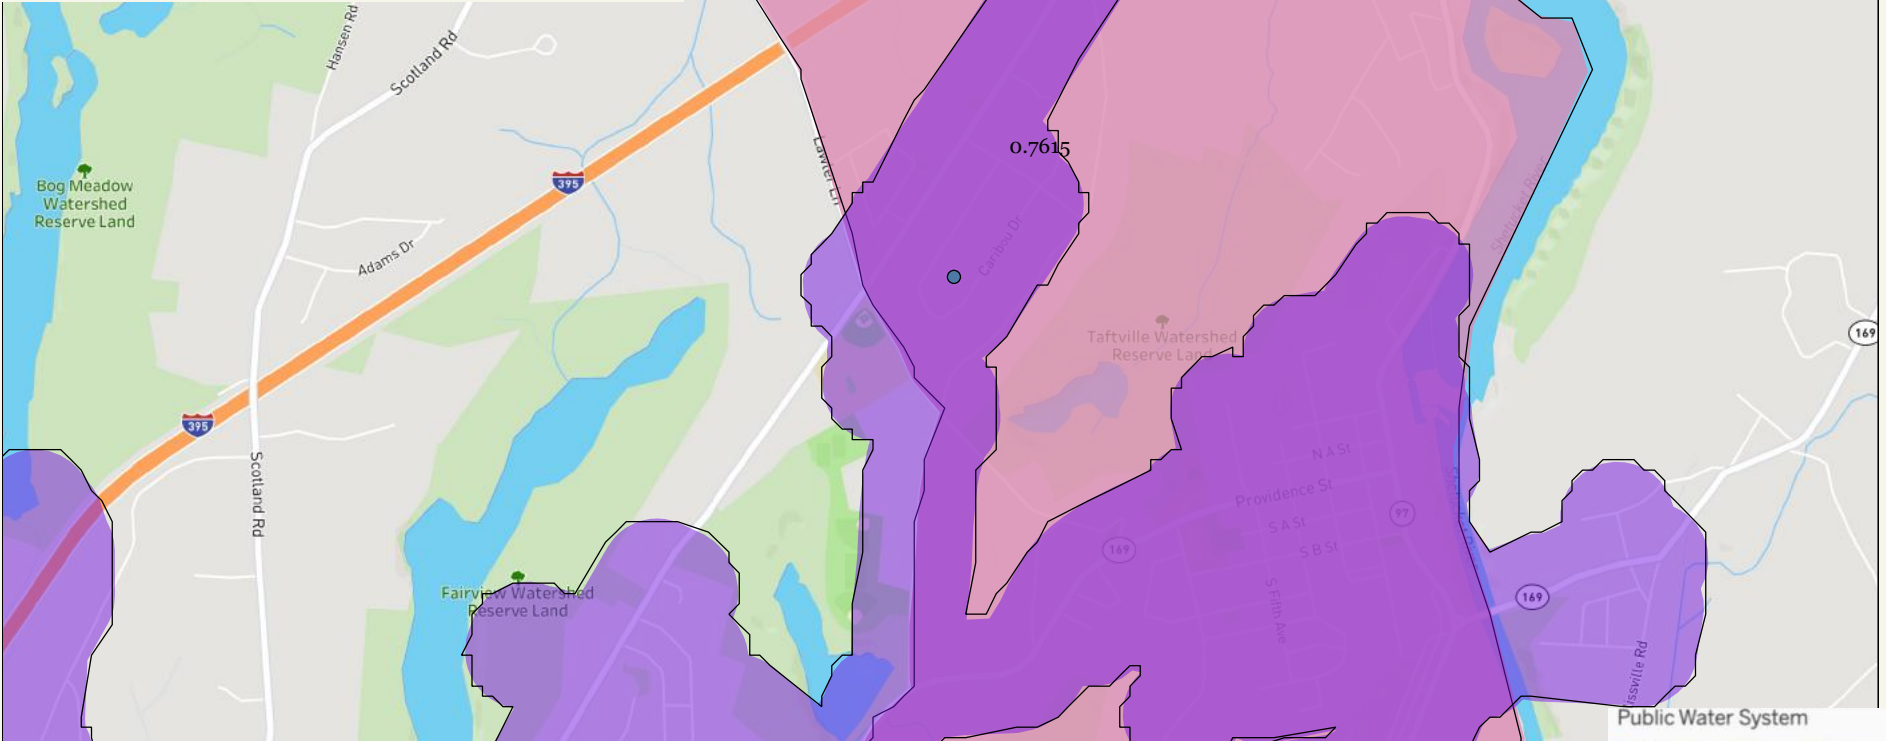 Hansen Rd
Scotland Rd
Lawler Ln
0.7615
395
Bog Meadow
Watershed
Reserve Land
Shetucket River
Caribou Dr
Adams Dr
Taftville Watershed
Reserve Land
169
395
Scotland Rd
N A St
Providence St
97
S A St
S B St
169
Fairview Watershed
Reserve Land
S Fifth Ave
169
Public Water System